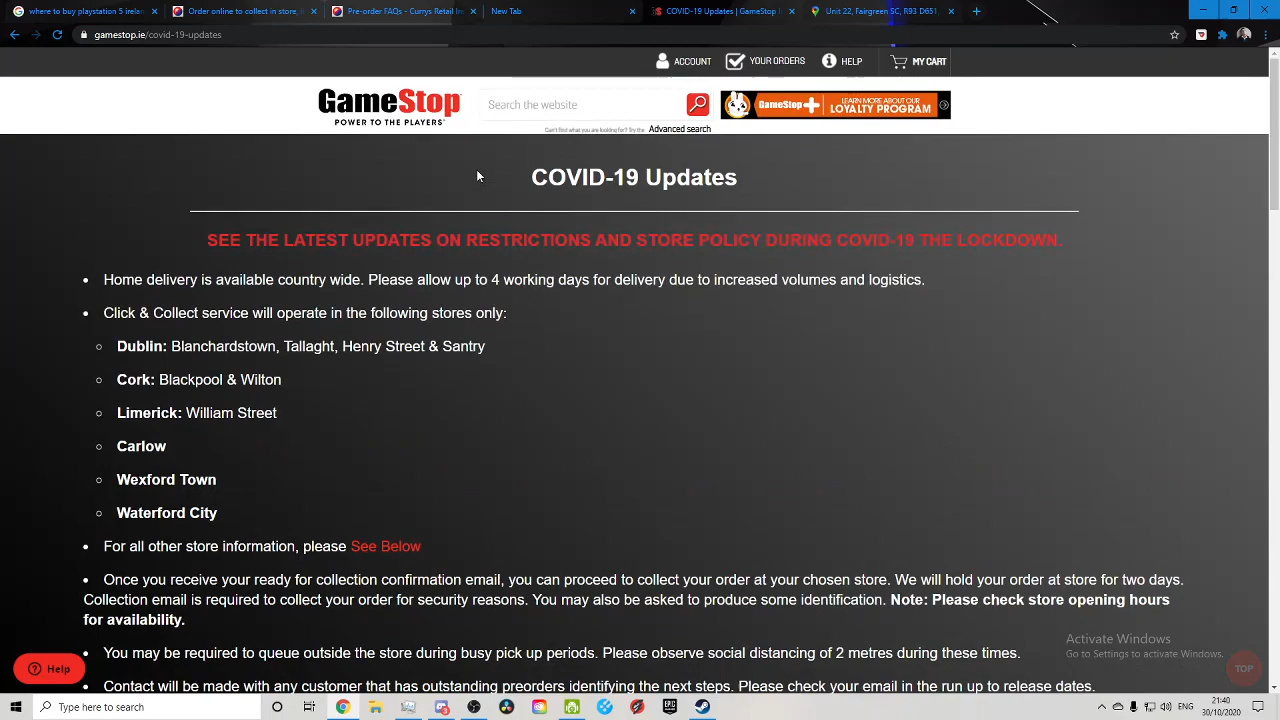 where to buy playstation 5 irelan
Order online to collect in store, I
Pre-order FAQs – Currys Retail Im
New Tab
COVID-19 Updates | GameStop I
Unit 22, Fairgreen SC, R93 D651
gamestop.ie/covid-19-updates
ACCOUNT
YOUR ORDERS
HELP
MY CART
GameStop
POWER TO THE PLAYERS
Search the website
GameStop+
LEARN MORE ABOUT OUR
LOYALTY PROGRAM
Can't find what you are looking for? Try the Advanced search
COVID-19 Updates
SEE THE LATEST UPDATES ON RESTRICTIONS AND STORE POLICY DURING COVID-19 THE LOCKDOWN.
• Home delivery is available country wide. Please allow up to 4 working days for delivery due to increased volumes and logistics.
• Click & Collect service will operate in the following stores only:
○ Dublin: Blanchardstown, Tallaght, Henry Street & Santry
○ Cork: Blackpool & Wilton
○ Limerick: William Street
○ Carlow
○ Wexford Town
○ Waterford City
• For all other store information, please See Below
• Once you receive your ready for collection confirmation email, you can proceed to collect your order at your chosen store. We will hold your order at store for two days.
Collection email is required to collect your order for security reasons. You may also be asked to produce some identification. Note: Please check store opening hours
for availability.
Activate Windows
Go to Settings to activate Windows.
• You may be required to queue outside the store during busy pick up periods. Please observe social distancing of 2 metres during these times.
Help
TOP
• Contact will be made with any customer that has outstanding preorders identifying the next steps. Please check your email in the run up to release dates.
Type here to search
EPIC
ENG
21:40
30/10/2020